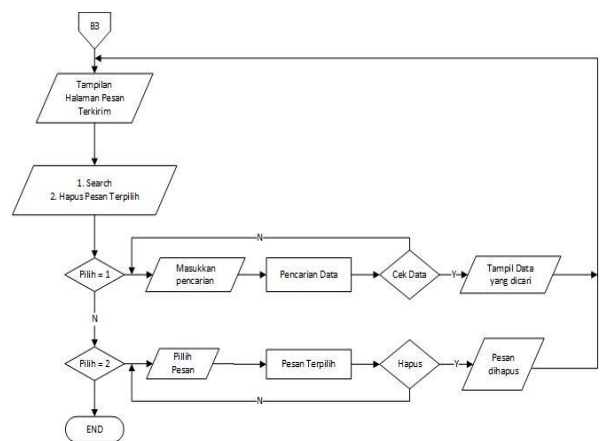 B3
Tampilan
Halaman Pesan
Terkirim
1. Search
2. Hapus Pesan Terpilih
N
Pilih = 1
Masukkan
pencarian
Pencarian Data
Cek Data
Y
Tampil Data
yang dicari
N
Pilih = 2
Pillih
Pesan
Pesan Terpilih
Hapus
Y
Pesan
dihapus
N
END